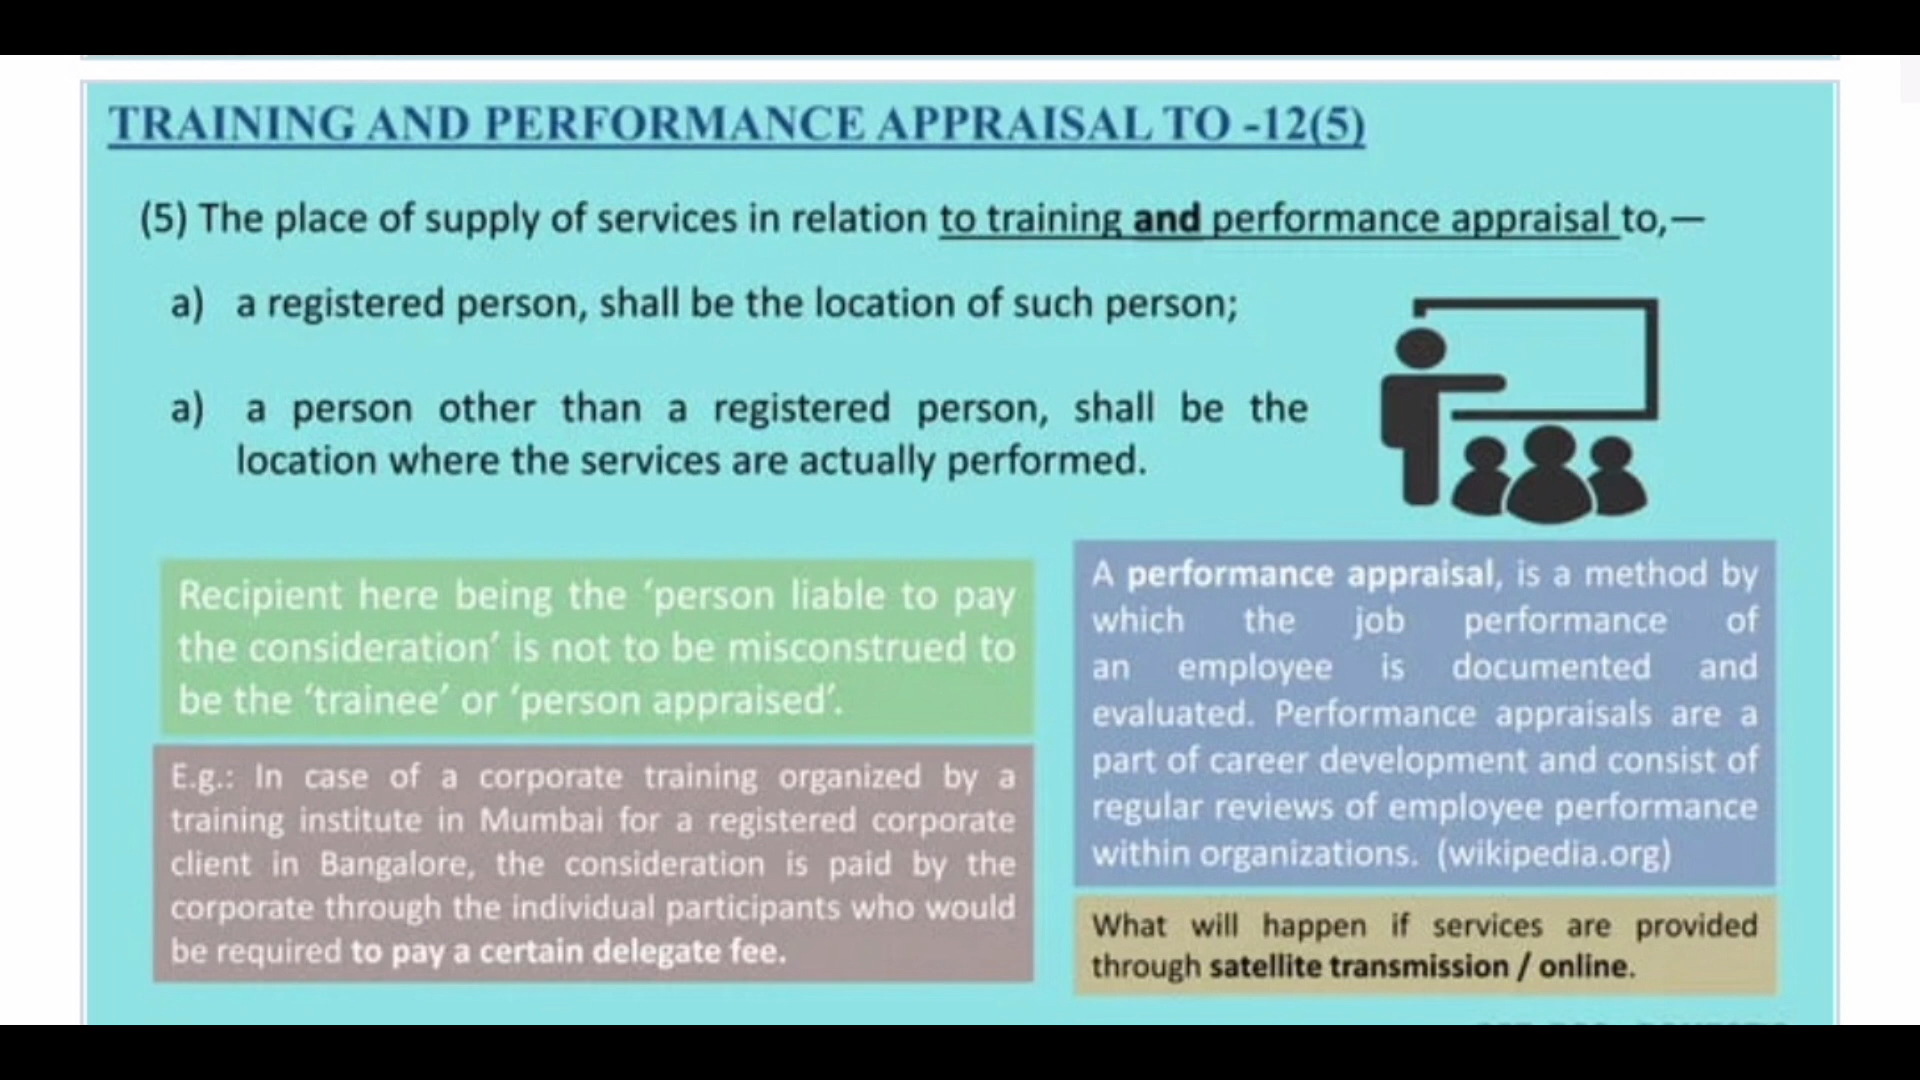 TRAINING AND PERFORMANCE APPRAISAL TO -12(5)
(5) The place of supply of services in relation to training and performance appraisal to,—
a) a registered person, shall be the location of such person;
a) a person other than a registered person, shall be the
location where the services are actually performed.
Recipient here being the ‘person liable to pay
the consideration’ is not to be misconstrued to
be the ‘trainee’ or ‘person appraised’.
E.g.: In case of a corporate training organized by a
training institute in Mumbai for a registered corporate
client in Bangalore, the consideration is paid by the
corporate through the individual participants who would
be required to pay a certain delegate fee.
A performance appraisal, is a method by
which the job performance of
an employee is documented and
evaluated. Performance appraisals are a
part of career development and consist of
regular reviews of employee performance
within organizations. (wikipedia.org)
What will happen if services are provided
through satellite transmission / online.